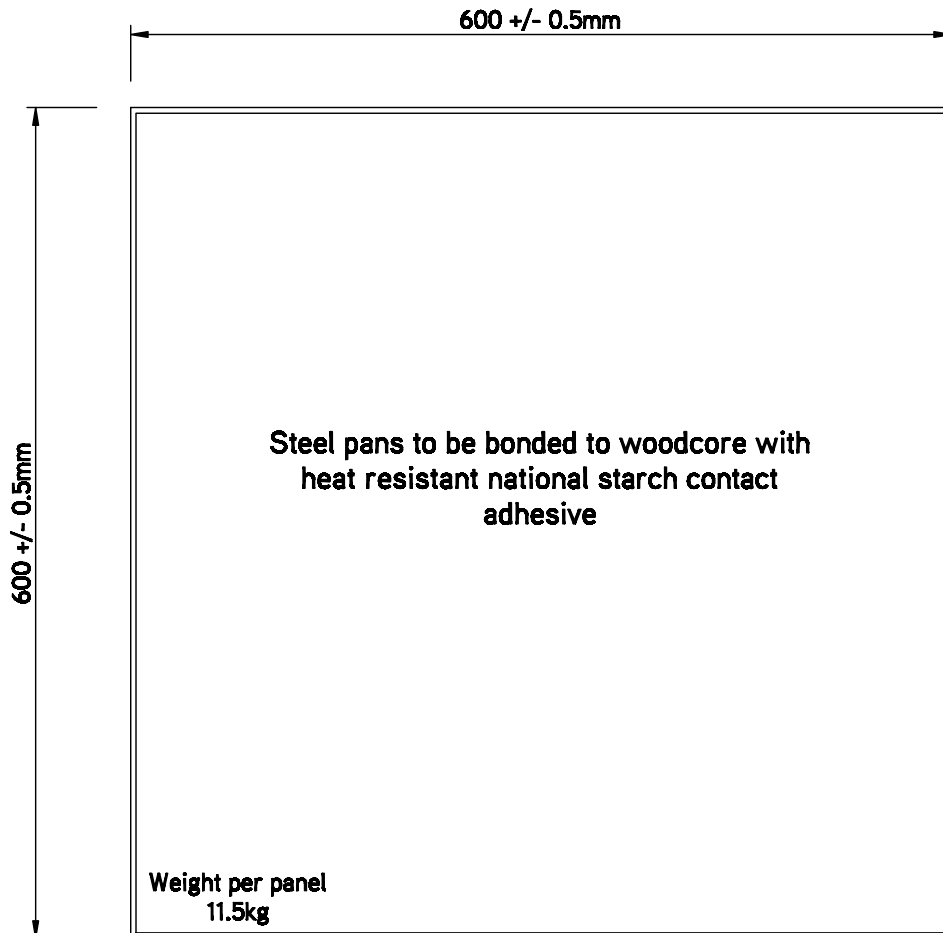 600 +/- 0.5mm
600 +/- 0.5mm
Steel pans to be bonded to woodcore with
heat resistant national starch contact
adhesive
Weight per panel
11.5kg